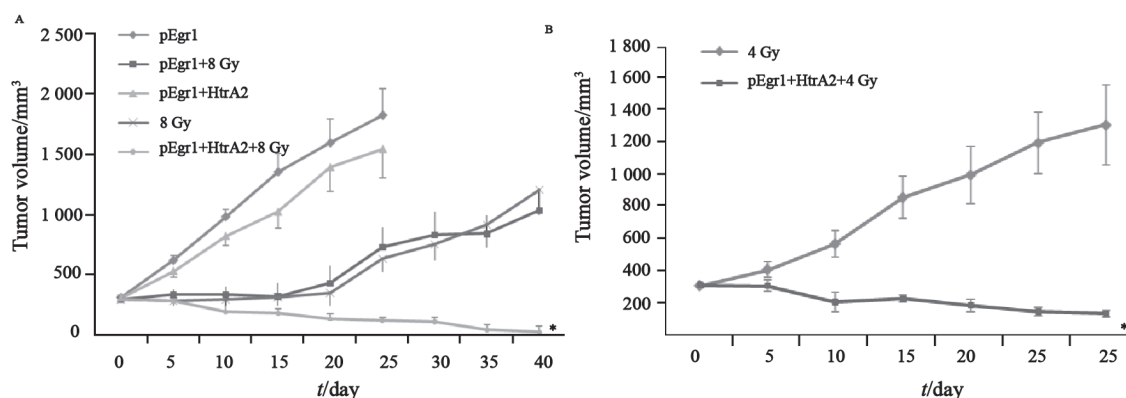 A
Tumor volume/mm³
2 500
2 000
1 500
1 000
500
0
pEgr1
pEgr1+8 Gy
pEgr1+HtrA2
8 Gy
pEgr1+HtrA2+8 Gy
*
0 5 10 15 20 25 30 35 40
t/day
B
Tumor volume/mm³
1 800
1 600
1 400
1 200
1 000
800
600
400
200
4 Gy
pEgr1+HtrA2+4 Gy
*
0 5 10 15 20 25 25
t/day